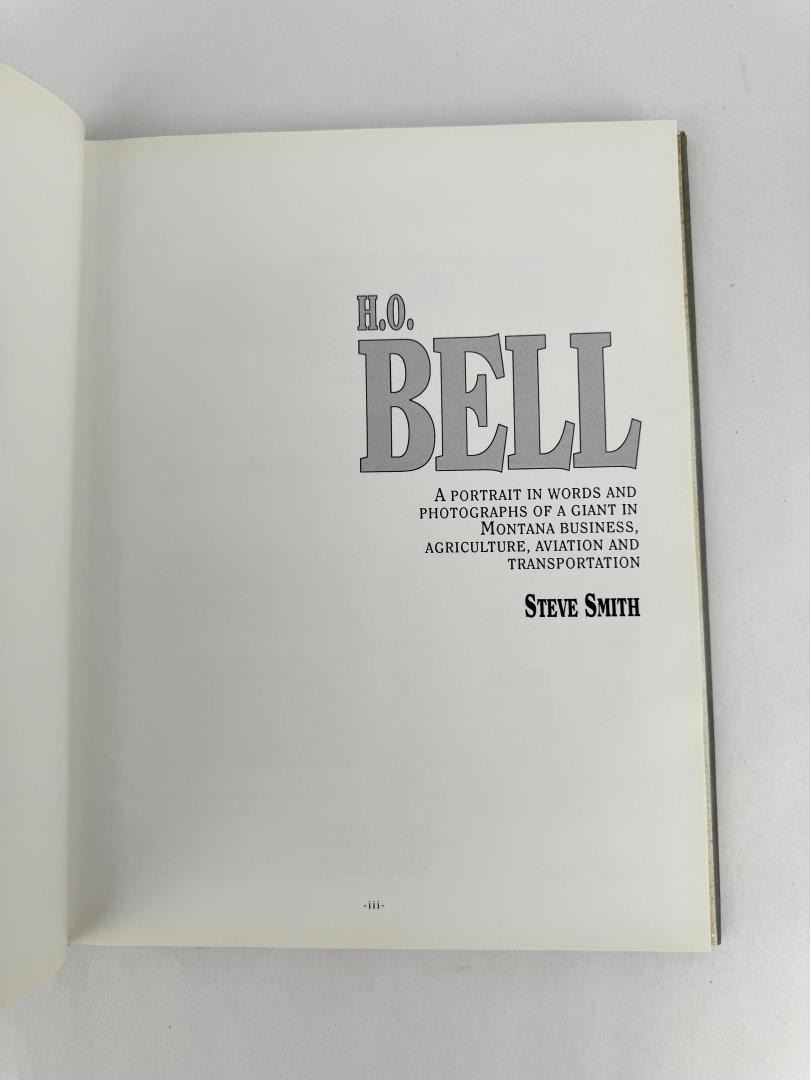 H.O.
BELL
A PORTRAIT IN WORDS AND
PHOTOGRAPHS OF A GIANT IN
MONTANA BUSINESS,
AGRICULTURE, AVIATION AND
TRANSPORTATION
STEVE SMITH
-iii-